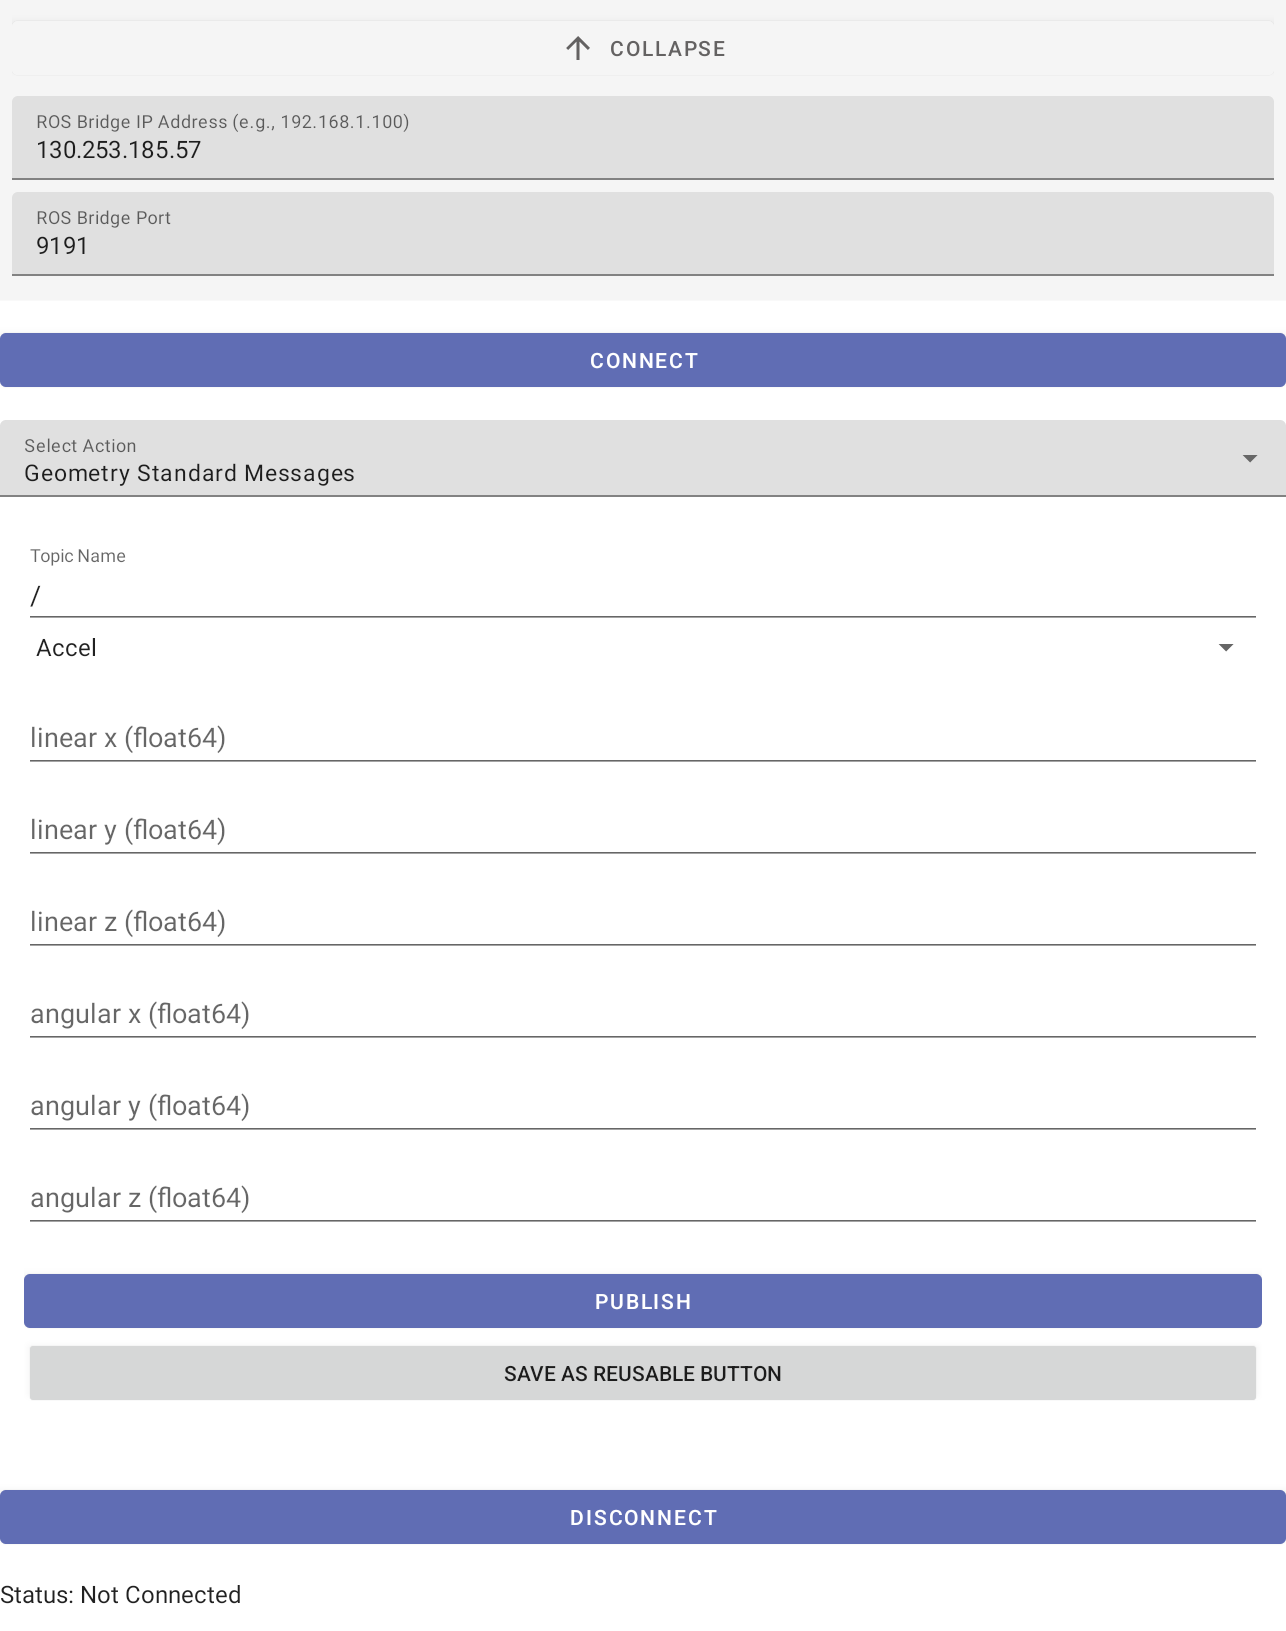 COLLAPSE
ROS Bridge IP Address (e.g., 192.168.1.100)
130.253.185.57
ROS Bridge Port
9191
CONNECT
Select Action
Geometry Standard Messages
Topic Name
/
Accel
linear x (float64)
linear y (float64)
linear z (float64)
angular x (float64)
angular y (float64)
angular z (float64)
PUBLISH
SAVE AS REUSABLE BUTTON
DISCONNECT
Status: Not Connected